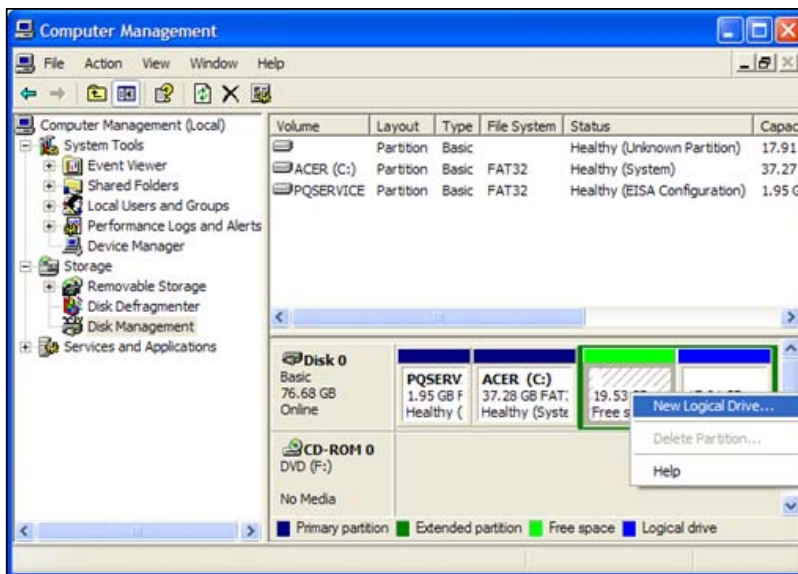 Computer Management
File Action View Window Help
Computer Management (Local)
System Tools
Event Viewer
Shared Folders
Local Users and Groups
Performance Logs and Alerts
Device Manager
Storage
Removable Storage
Disk Defragmenter
Disk Management
Services and Applications
Volume Layout Type File System Status Capac
Partition Basic Healthy (Unknown Partition) 17.91
ACER (C:) Partition Basic FAT32 Healthy (System) 37.27
PQSERVICE Partition Basic FAT32 Healthy (EISA Configuration) 1.95 G
Disk 0
Basic
76.68 GB
Online
PQSERV
1.95 GB F
Healthy (
ACER (C:)
37.28 GB FAT:
Healthy (Syste
19.53
Free s
New Logical Drive...
Delete Partition...
Help
CD-ROM 0
DVD (F:)
No Media
Primary partition Extended partition Free space Logical drive